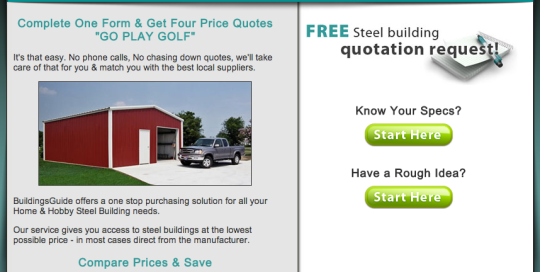 Complete One Form & Get Four Price Quotes
"GO PLAY GOLF"
It's that easy. No phone calls, No chasing down quotes, we'll take
care of that for you & match you with the best local suppliers.
BuildingsGuide offers a one stop purchasing solution for all your
Home & Hobby Steel Building needs.
Our service gives you access to steel buildings at the lowest
possible price - in most cases direct from the manufacturer.
Compare Prices & Save
FREE Steel building
quotation request!
Know Your Specs?
Start Here
Have a Rough Idea?
Start Here